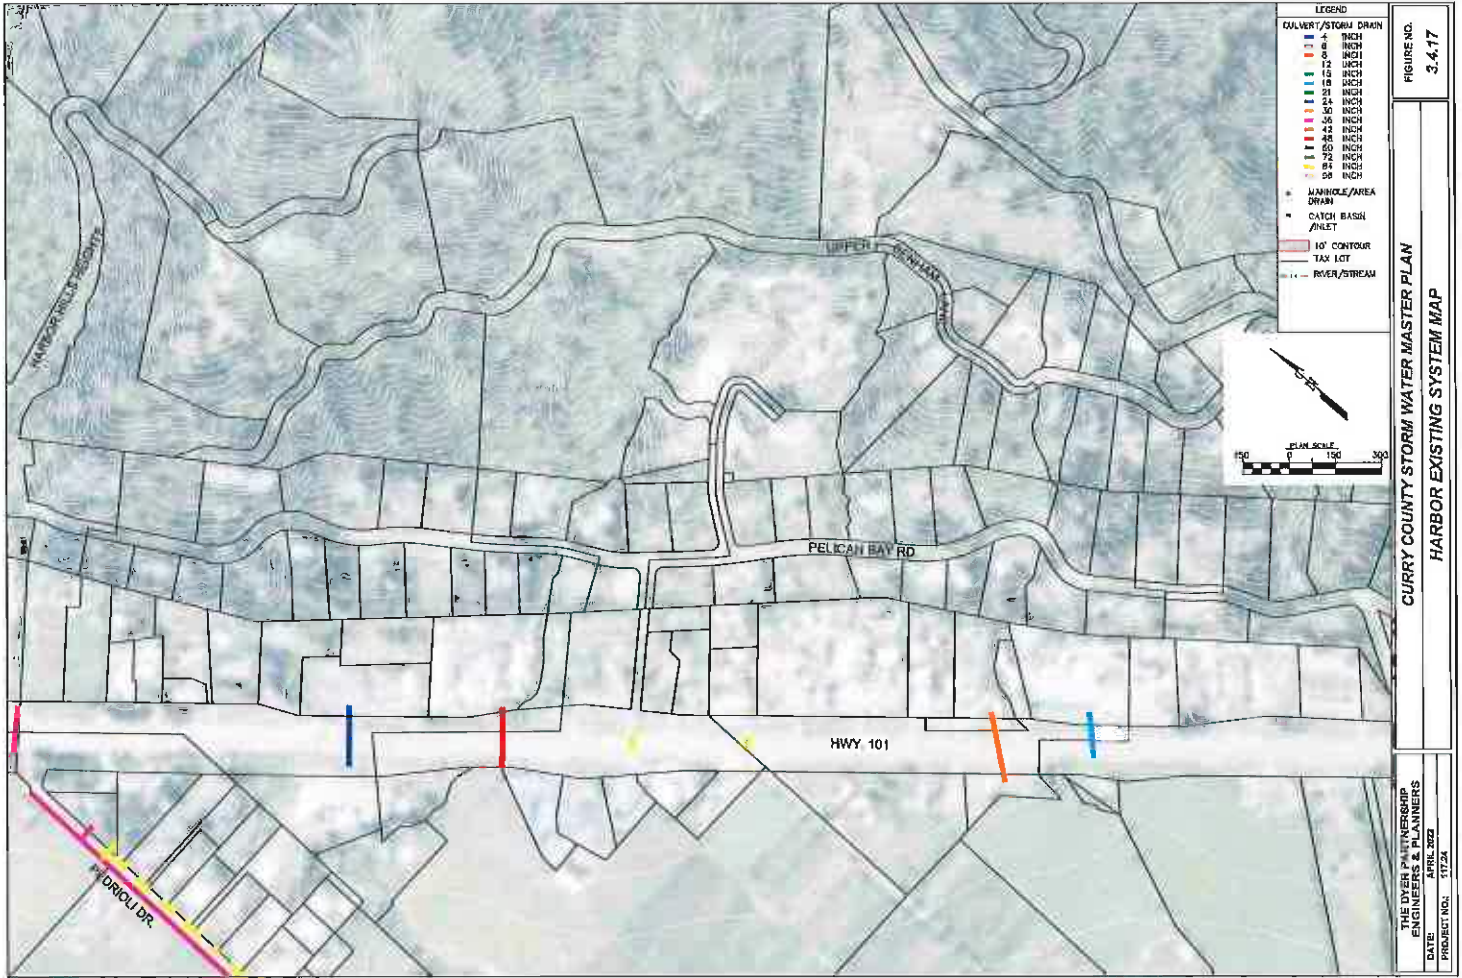 LEGEND
CULVERT/STORM DRAIN
4 INCH
6 INCH
8 INCH
12 INCH
15 INCH
18 INCH
21 INCH
24 INCH
30 INCH
36 INCH
42 INCH
48 INCH
60 INCH
72 INCH
84 INCH
96 INCH
MANHOLE/AREA
DRAIN
CATCH BASIN
/INLET
10' CONTOUR
TAX LOT
RIVER/STREAM
FIGURE NO.
3.4.17
CURRY COUNTY STORM WATER MASTER PLAN
HARBOR EXISTING SYSTEM MAP
THE DYER PARTNERSHIP
ENGINEERS & PLANNERS
DATE: APRIL 2022
PROJECT NO.: 117.24
PLAN SCALE
150 0 150 300
HARBOR HILLS HEIGHTS
UPPER BENHAM
PELICAN BAY RD
HWY. 101
PEDRIOLI DR.